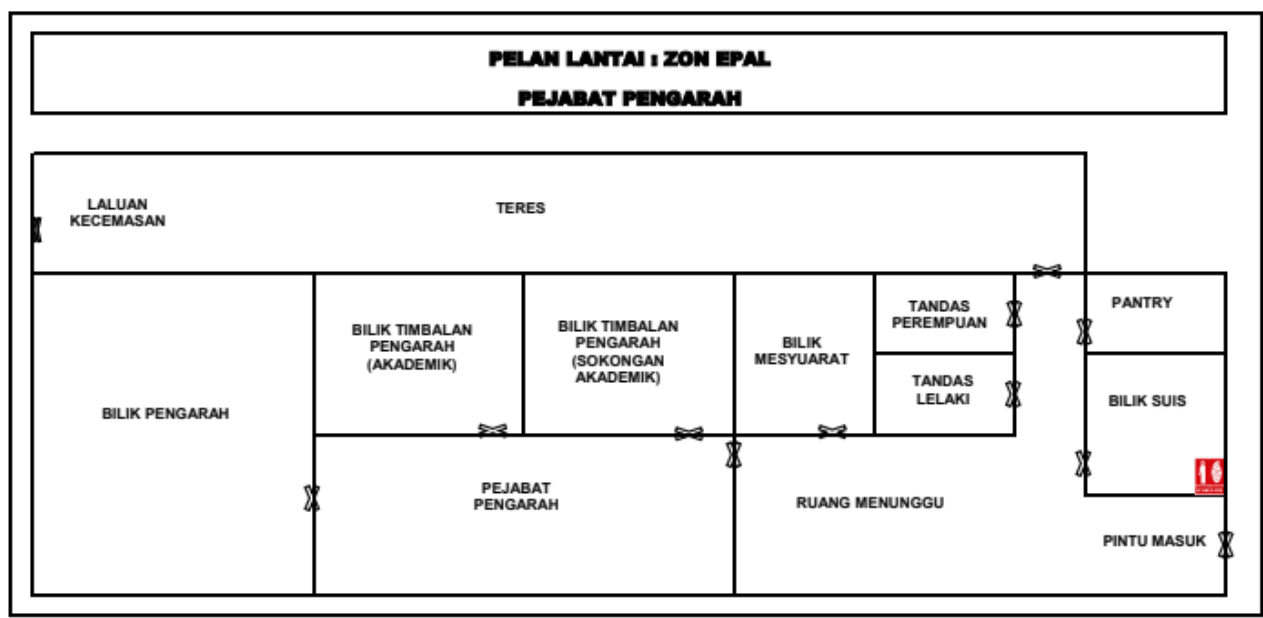 PELAN LANTAI : ZON EPAL
PEJABAT PENGARAH
LALUAN
KECEMASAN
TERES
BILIK PENGARAH
BILIK TIMBALAN
PENGARAH
(AKADEMIK)
BILIK TIMBALAN
PENGARAH
(SOKONGAN
AKADEMIK)
BILIK
MESYUARAT
TANDAS
PEREMPUAN
TANDAS
LELAKI
PANTRY
BILIK SUIS
PEJABAT
PENGARAH
RUANG MENUNGGU
PINTU MASUK